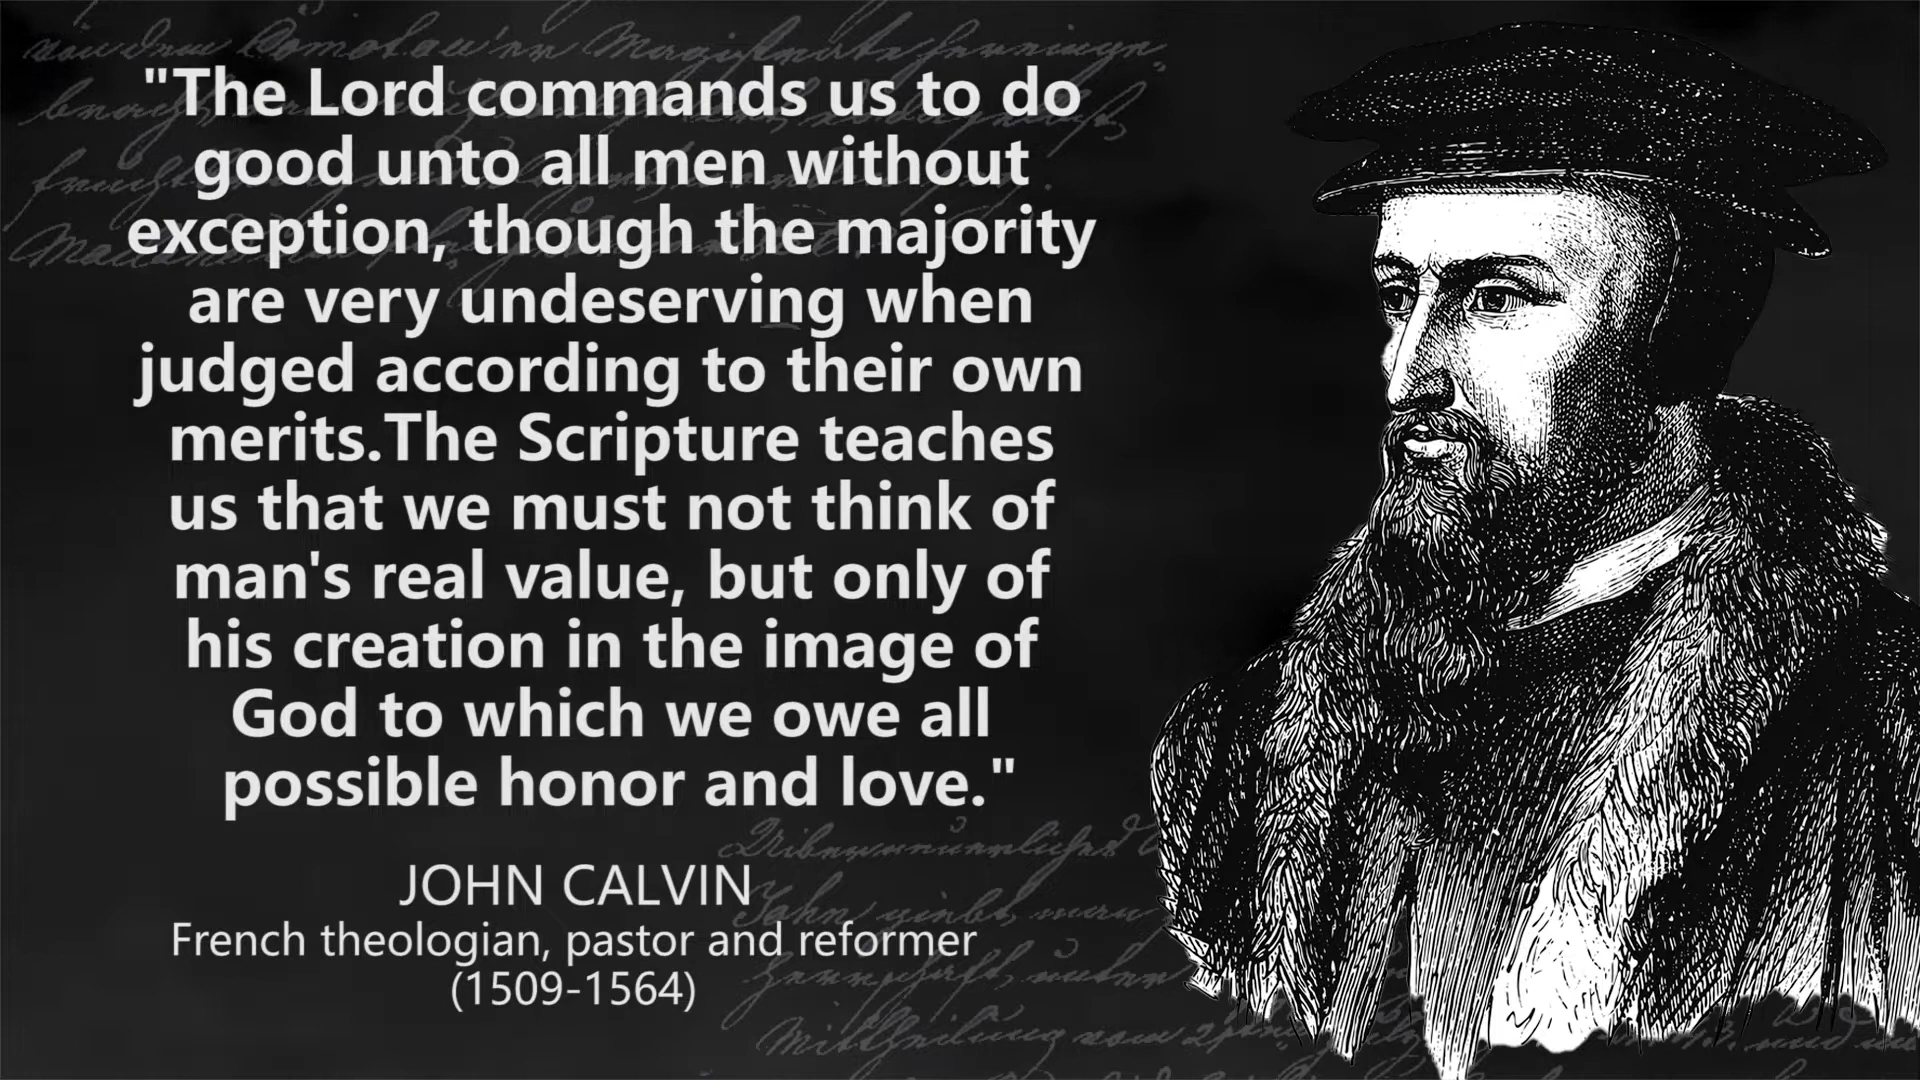 "The Lord commands us to do
good unto all men without
exception, though the majority
are very undeserving when
judged according to their own
merits.The Scripture teaches
us that we must not think of
man's real value, but only of
his creation in the image of
God to which we owe all
possible honor and love."
JOHN CALVIN
French theologian, pastor and reformer
(1509-1564)